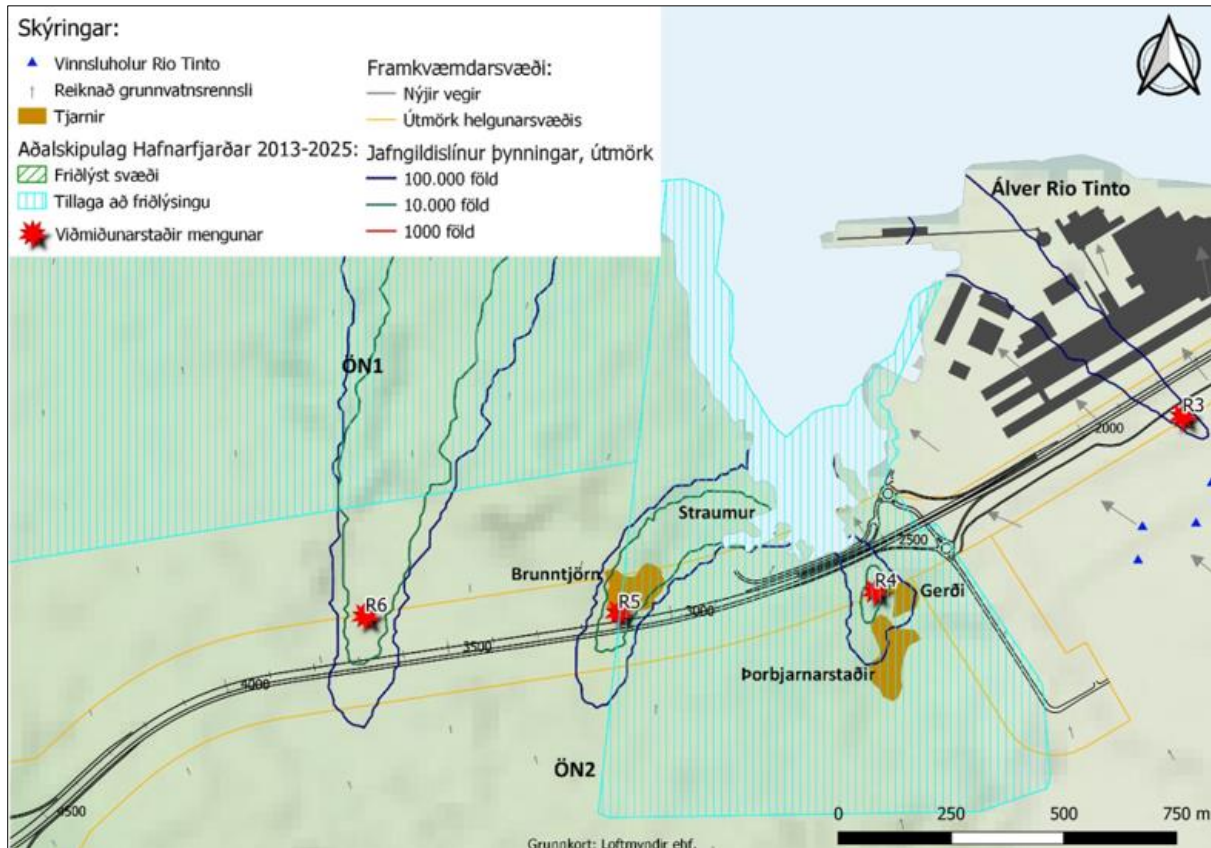 Skýringar:
Vinnsluholur Rio Tinto
Reiknað grunnvatnsrennsli
Tjarnir
Aðalskipulag Hafnarfjarðar 2013-2025:
Friðlýst svæði
Tillaga að friðlýsingu
Viðmiðunarstaðir mengunar
Framkvæmdarsvæði:
Nýjir vegir
Útmörk helgunarsvæðis
Jafngildislínur þynningar, útmörk
100.000 föld
10.000 föld
1000 föld
Álver Rio Tinto
ÖN1
R3
2000
Straumur
2500
Brunntjörn
R4
Gerði
R6
R5
3000
3500
Þorbjarnarstaðir
4000
ÖN2
4500
0 250 500 750 m
Grunnkort: Loftmyndir ehf.